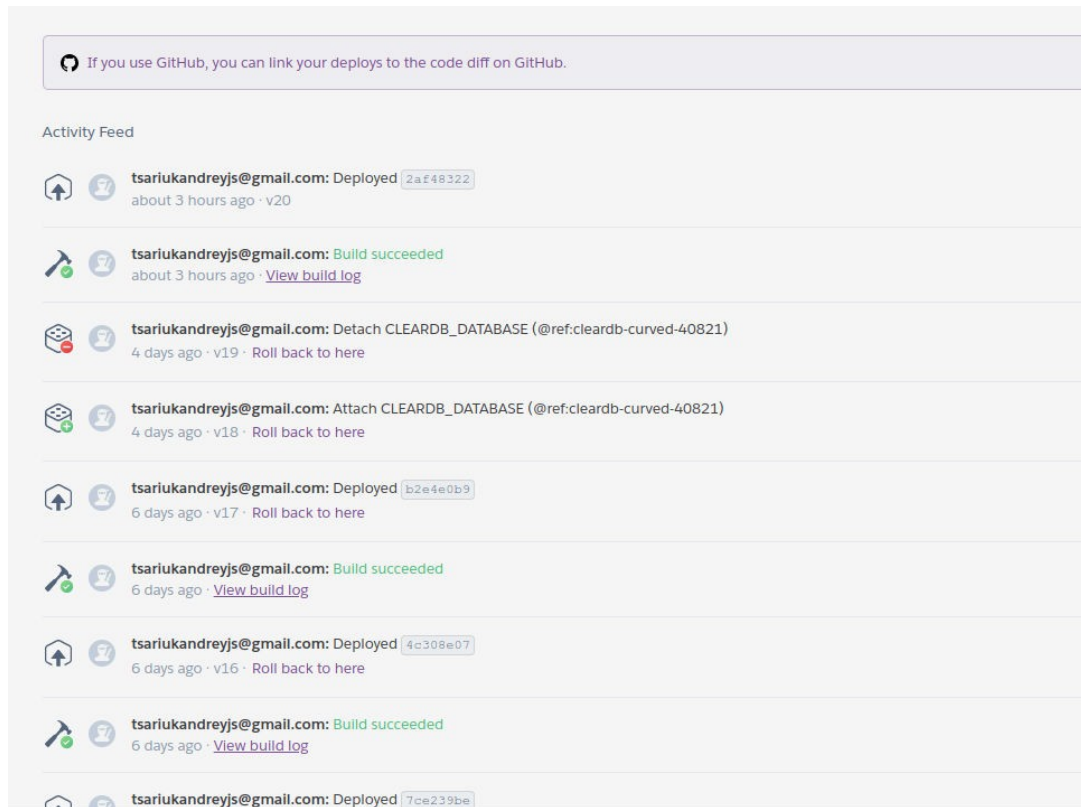 If you use GitHub, you can link your deploys to the code diff on GitHub.
Activity Feed
tsariukandreyjs@gmail.com: Deployed 2af48322
about 3 hours ago · v20
tsariukandreyjs@gmail.com: Build succeeded
about 3 hours ago · View build log
tsariukandreyjs@gmail.com: Detach CLEARDB_DATABASE (@ref:cleardb-curved-40821)
4 days ago · v19 · Roll back to here
tsariukandreyjs@gmail.com: Attach CLEARDB_DATABASE (@ref:cleardb-curved-40821)
4 days ago · v18 · Roll back to here
tsariukandreyjs@gmail.com: Deployed b2e4e0b9
6 days ago · v17 · Roll back to here
tsariukandreyjs@gmail.com: Build succeeded
6 days ago · View build log
tsariukandreyjs@gmail.com: Deployed 4c308e07
6 days ago · v16 · Roll back to here
tsariukandreyjs@gmail.com: Build succeeded
6 days ago · View build log
tsariukandreyjs@gmail.com: Deployed 7ce239be